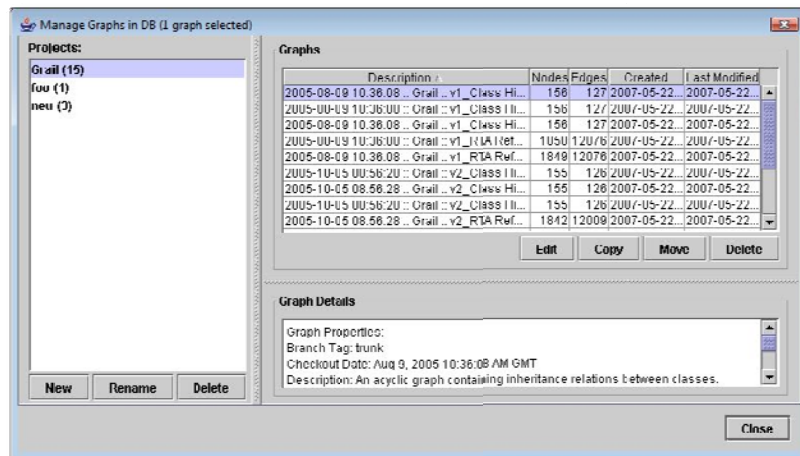 Manage Graphs in DB (1 graph selected)
Projects:
Grail (15)
foo (1)
neu (3)
New Rename Delete
Graphs
Description Nodes Edges Created Last Modified
2005-08-09 10:36:08 :: Grail :: v1_Class Hi... 156 127 2007-05-22... 2007-05-22...
2005-08-09 10:36:08 :: Grail :: v1_Class Hi... 156 127 2007-05-22... 2007-05-22...
2005-08-09 10:36:08 :: Grail :: v1_Class Hi... 156 127 2007-05-22... 2007-05-22...
2005-08-09 10:36:08 :: Grail :: v1_RTA Ref... 12076 2007-05-22... 2007-05-22...
2005-08-09 10:36:08 :: Grail :: v1_RTA Ref... 1849 12076 2007-05-22... 2007-05-22...
2005-10-05 08:56:28 :: Grail :: v2_Class Hi... 155 126 2007-05-22... 2007-05-22...
2005-10-05 08:56:28 :: Grail :: v2_Class Hi... 155 126 2007-05-22... 2007-05-22...
2005-10-05 08:56:28 :: Grail :: v2_Class Hi... 155 126 2007-05-22... 2007-05-22...
2005-10-05 08:56:28 :: Grail :: v2_RTA Ref... 1842 12009 2007-05-22... 2007-05-22...
Edit Copy Move Delete
Graph Details
Graph Properties:
Branch Tag: trunk
Checkout Date: Aug 9, 2005 10:36:08 AM GMT
Description: An acyclic graph containing inheritance relations between classes.
Close